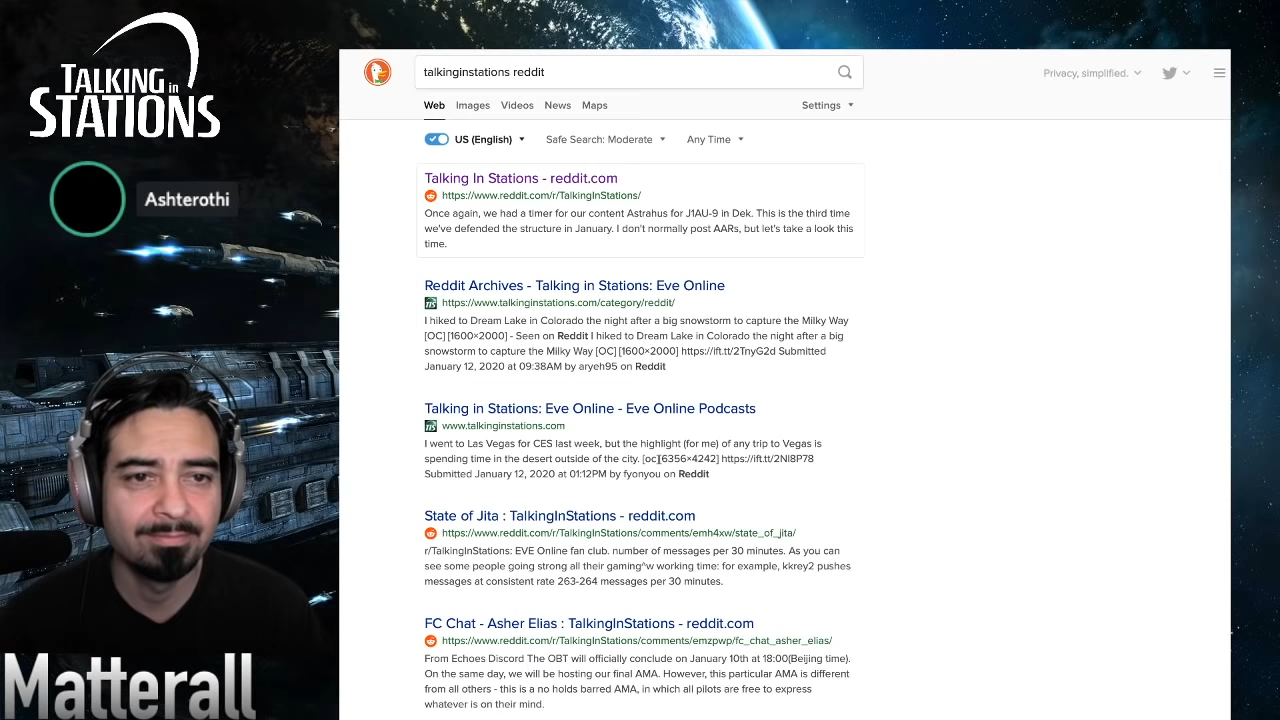 TALKING in
STATIONS
Ashterothi
Matterall
talkinginstations reddit
Privacy, simplified.
Web Images Videos News Maps Settings
US (English) Safe Search: Moderate Any Time
Talking In Stations - reddit.com
https://www.reddit.com/r/TalkingInStations/
Once again, we had a timer for our content Astrahus for J1AU-9 in Dek. This is the third time
we've defended the structure in January. I don't normally post AARs, but let's take a look this
time.
Reddit Archives - Talking in Stations: Eve Online
TIS https://www.talkinginstations.com/category/reddit/
I hiked to Dream Lake in Colorado the night after a big snowstorm to capture the Milky Way
[OC] [1600×2000] - Seen on Reddit I hiked to Dream Lake in Colorado the night after a big
snowstorm to capture the Milky Way [OC] [1600×2000] https://ift.tt/2TnyG2d Submitted
January 12, 2020 at 09:38AM by aryeh95 on Reddit
Talking in Stations: Eve Online - Eve Online Podcasts
TIS www.talkinginstations.com
I went to Las Vegas for CES last week, but the highlight (for me) of any trip to Vegas is
spending time in the desert outside of the city. [oc][6356×4242] https://ift.tt/2NI8P78
Submitted January 12, 2020 at 01:12PM by fyonyou on Reddit
State of Jita : TalkingInStations - reddit.com
https://www.reddit.com/r/TalkingInStations/comments/emh4xw/state_of_jita/
r/TalkingInStations: EVE Online fan club. number of messages per 30 minutes. As you can
see some people going strong all their gaming^w working time: for example, kkrey2 pushes
messages at consistent rate 263-264 messages per 30 minutes.
FC Chat - Asher Elias : TalkingInStations - reddit.com
https://www.reddit.com/r/TalkingInStations/comments/emzpwp/fc_chat_asher_elias/
From Echoes Discord The OBT will officially conclude on January 10th at 18:00(Beijing time).
On the same day, we will be hosting our final AMA. However, this particular AMA is different
from all others - this is a no holds barred AMA, in which all pilots are free to express
whatever is on their mind.